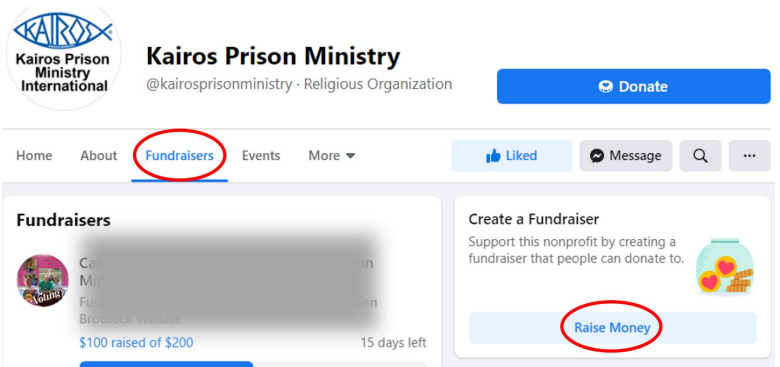 KAIROS
Kairos Prison
Ministry
International
Kairos Prison Ministry
@kairosprisonministry · Religious Organization
Donate
Home About Fundraisers Events More
Liked Message
Fundraisers
Create a Fundraiser
Support this nonprofit by creating a
fundraiser that people can donate to.
Voting
Brotbeck Wallace
$100 raised of $200 15 days left
Raise Money